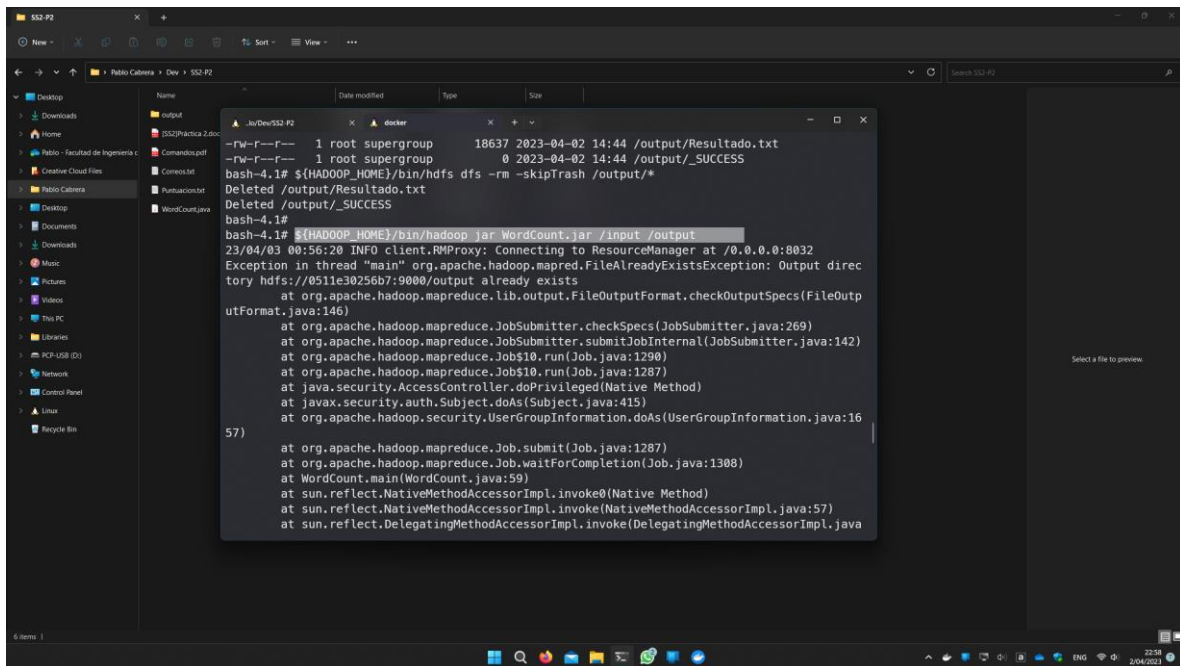 SS2-P2
New
Sort
View
Pablo Cabrera > Dev > SS2-P2
Search SS2-P2
Desktop
Downloads
Home
Pablo - Facultad de Ingeniería c
Creative Cloud Files
Pablo Cabrera
Desktop
Documents
Downloads
Music
Pictures
Videos
This PC
Libraries
PCP-USB (D:)
Network
Control Panel
Linux
Recycle Bin
Name Date modified Type Size
output
[SS2]Práctica 2.doc
Comandos.pdf
Correos.txt
Puntuacion.txt
WordCount.java
..lo/Dev/SS2-P2 docker
-rw-r--r-- 1 root supergroup 18637 2023-04-02 14:44 /output/Resultado.txt
-rw-r--r-- 1 root supergroup 0 2023-04-02 14:44 /output/_SUCCESS
bash-4.1# ${HADOOP_HOME}/bin/hdfs dfs -rm -skipTrash /output/*
Deleted /output/Resultado.txt
Deleted /output/_SUCCESS
bash-4.1#
bash-4.1# ${HADOOP_HOME}/bin/hadoop jar WordCount.jar /input /output
23/04/03 00:56:20 INFO client.RMProxy: Connecting to ResourceManager at /0.0.0.0:8032
Exception in thread "main" org.apache.hadoop.mapred.FileAlreadyExistsException: Output direc
tory hdfs://0511e30256b7:9000/output already exists
at org.apache.hadoop.mapreduce.lib.output.FileOutputFormat.checkOutputSpecs(FileOutp
utFormat.java:146)
at org.apache.hadoop.mapreduce.JobSubmitter.checkSpecs(JobSubmitter.java:269)
at org.apache.hadoop.mapreduce.JobSubmitter.submitJobInternal(JobSubmitter.java:142)
at org.apache.hadoop.mapreduce.Job$10.run(Job.java:1290)
at org.apache.hadoop.mapreduce.Job$10.run(Job.java:1287)
at java.security.AccessController.doPrivileged(Native Method)
at javax.security.auth.Subject.doAs(Subject.java:415)
at org.apache.hadoop.security.UserGroupInformation.doAs(UserGroupInformation.java:16
57)
at org.apache.hadoop.mapreduce.Job.submit(Job.java:1287)
at org.apache.hadoop.mapreduce.Job.waitForCompletion(Job.java:1308)
at WordCount.main(WordCount.java:59)
at sun.reflect.NativeMethodAccessorImpl.invoke0(Native Method)
at sun.reflect.NativeMethodAccessorImpl.invoke(NativeMethodAccessorImpl.java:57)
at sun.reflect.DelegatingMethodAccessorImpl.invoke(DelegatingMethodAccessorImpl.java
Select a file to preview.
6 items
ENG
22:58
2/04/2023